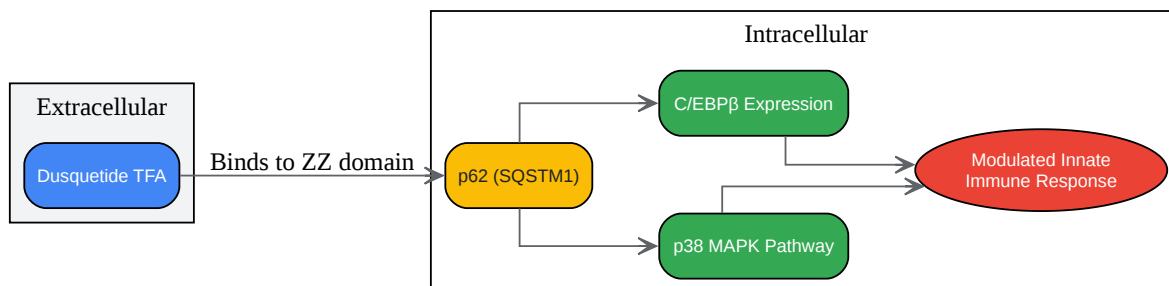 Intracellular
Extracellular
C/EBPβ Expression
Dusquetide TFA
Binds to ZZ domain
p62 (SQSTM1)
Modulated Innate
Immune Response
p38 MAPK Pathway